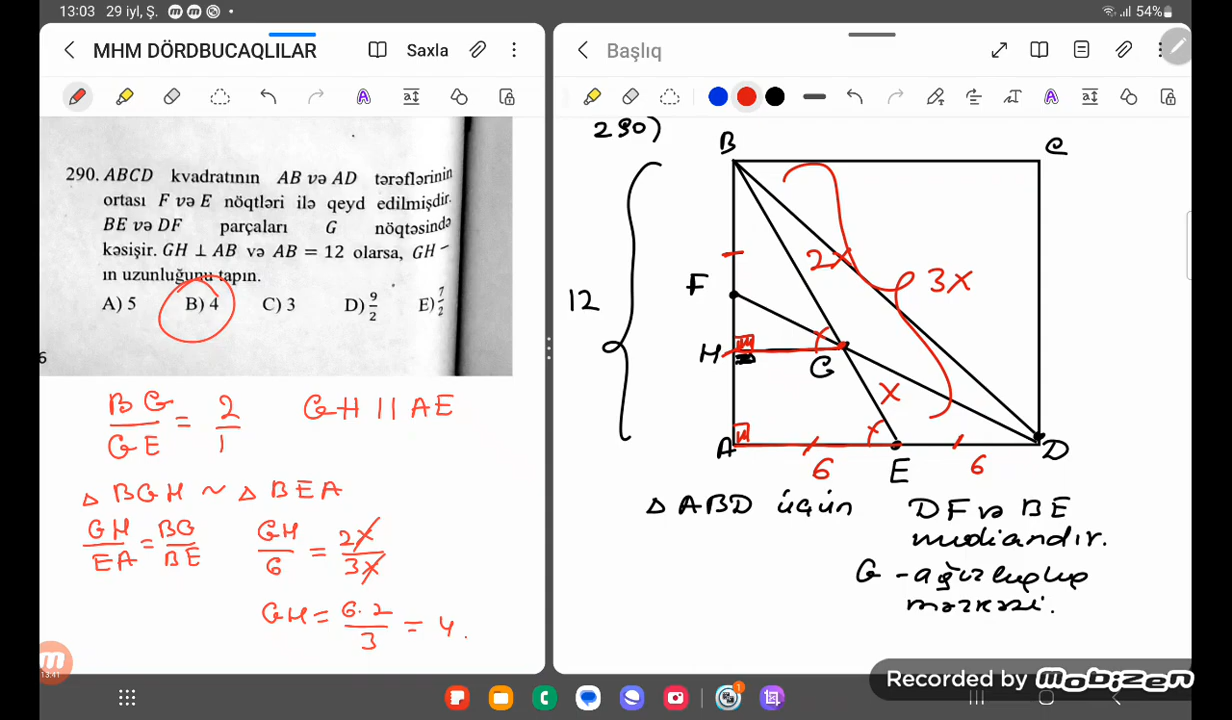 13:03 29 iyl, Ş.
54%
MHM DÖRDBUCAQLILAR
Saxla
290. ABCD kvadratının AB və AD tərəflərinin
ortası F və E nöqtləri ilə qeyd edilmişdir.
BE və DF parçaları G nöqtəsində
kəsişir. GH ⊥ AB və AB = 12 olarsa, GH –
ın uzunluğunu tapın.
A) 5 B) 4 C) 3 D) 9/2 E) 7/2
6
BG/GE = 2/1 GH || AE
△ BGH ~ △ BEA
GH/EA = BG/BE GH/6 = 2x/3x
GH = 6·2/3 = 4.
13:41
Başlıq
290)
B C
2x
3x
F
12
H
G
x
A 6 E 6 D
△ ABD üçün DF və BE
mediandır.
G - ağırlıq
mərkəzi.
Recorded by mobizen
1